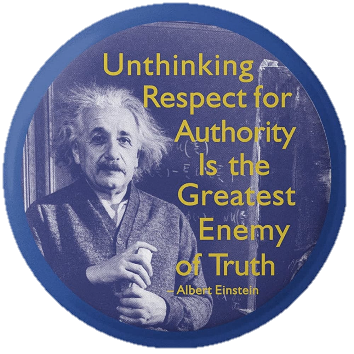 Unthinking
Respect for
Authority
Is the
Greatest
Enemy
of Truth
– Albert Einstein